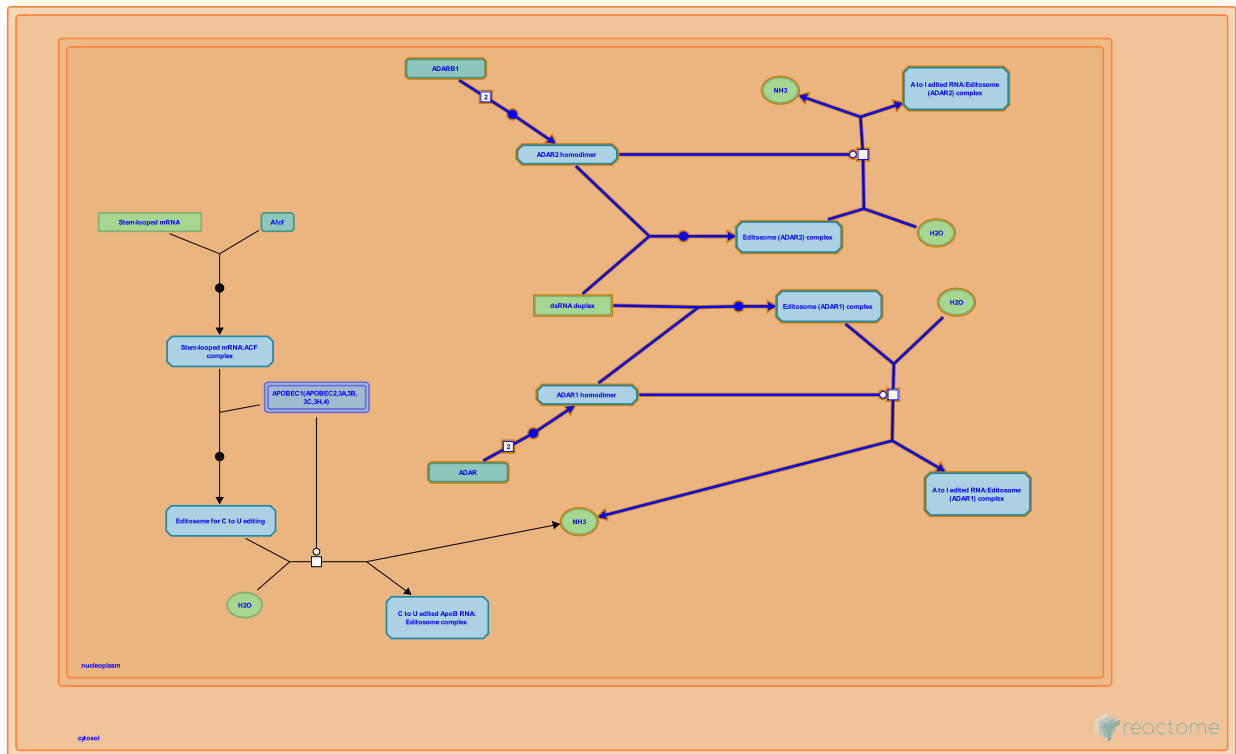 ADARB1
NH3
A to I edited RNA:Editosome
(ADAR2) complex
2
ADAR2 homodimer
Stem-looped mRNA
A1cf
Editosome (ADAR2) complex
H2O
dsRNA duplex
Editosome (ADAR1) complex
H2O
Stem-looped mRNA:ACF
complex
APOBEC1(APOBEC2,3A,3B,
3C,3H,4)
ADAR1 homodimer
2
ADAR
A to I edited RNA:Editosome
(ADAR1) complex
Editosome for C to U editing
NH3
H2O
C to U edited ApoB RNA:
Editosome complex
nucleoplasm
cytosol
reactome